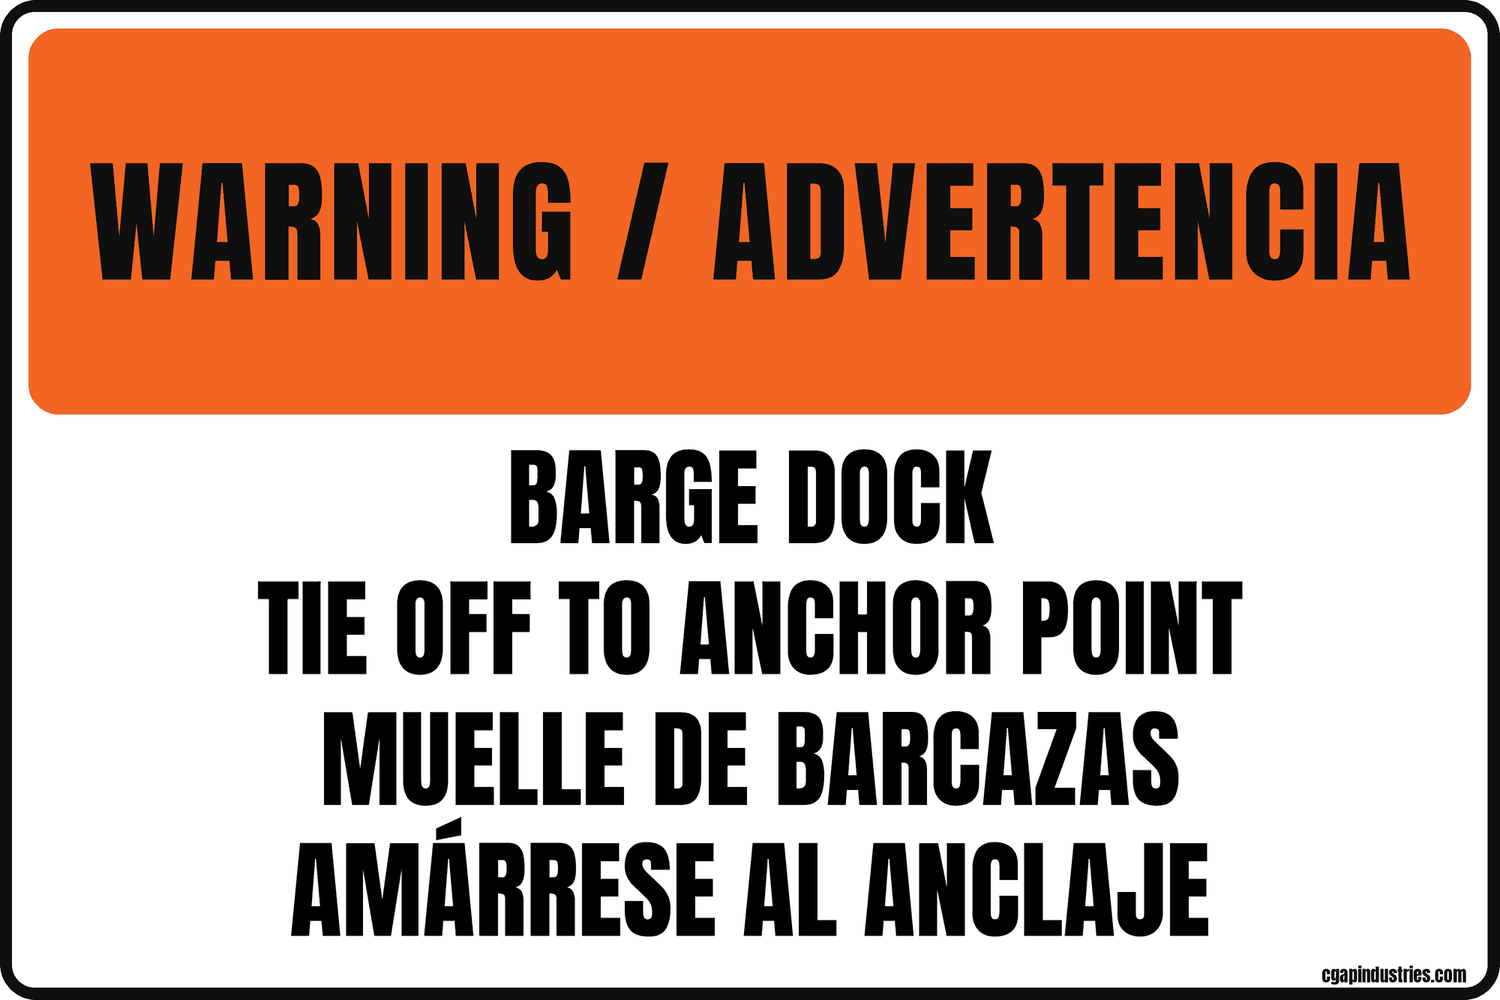 WARNING / ADVERTENCIA
BARGE DOCK
TIE OFF TO ANCHOR POINT
MUELLE DE BARCAZAS
AMÁRRESE AL ANCLAJE
cgapindustries.com